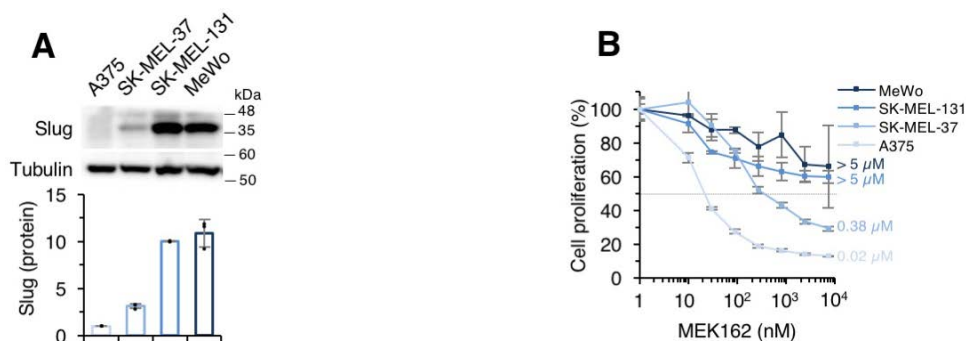 A
B
A375
SK-MEL-37
SK-MEL-131
MeWo
kDa
48
35
60
50
Slug
Tubulin
Slug (protein)
15
10
5
0
Cell proliferation (%)
100
80
60
40
20
0
1
10
10²
10³
10⁴
MEK162 (nM)
MeWo
SK-MEL-131
SK-MEL-37
A375
> 5 µM
> 5 µM
0.38 µM
0.02 µM